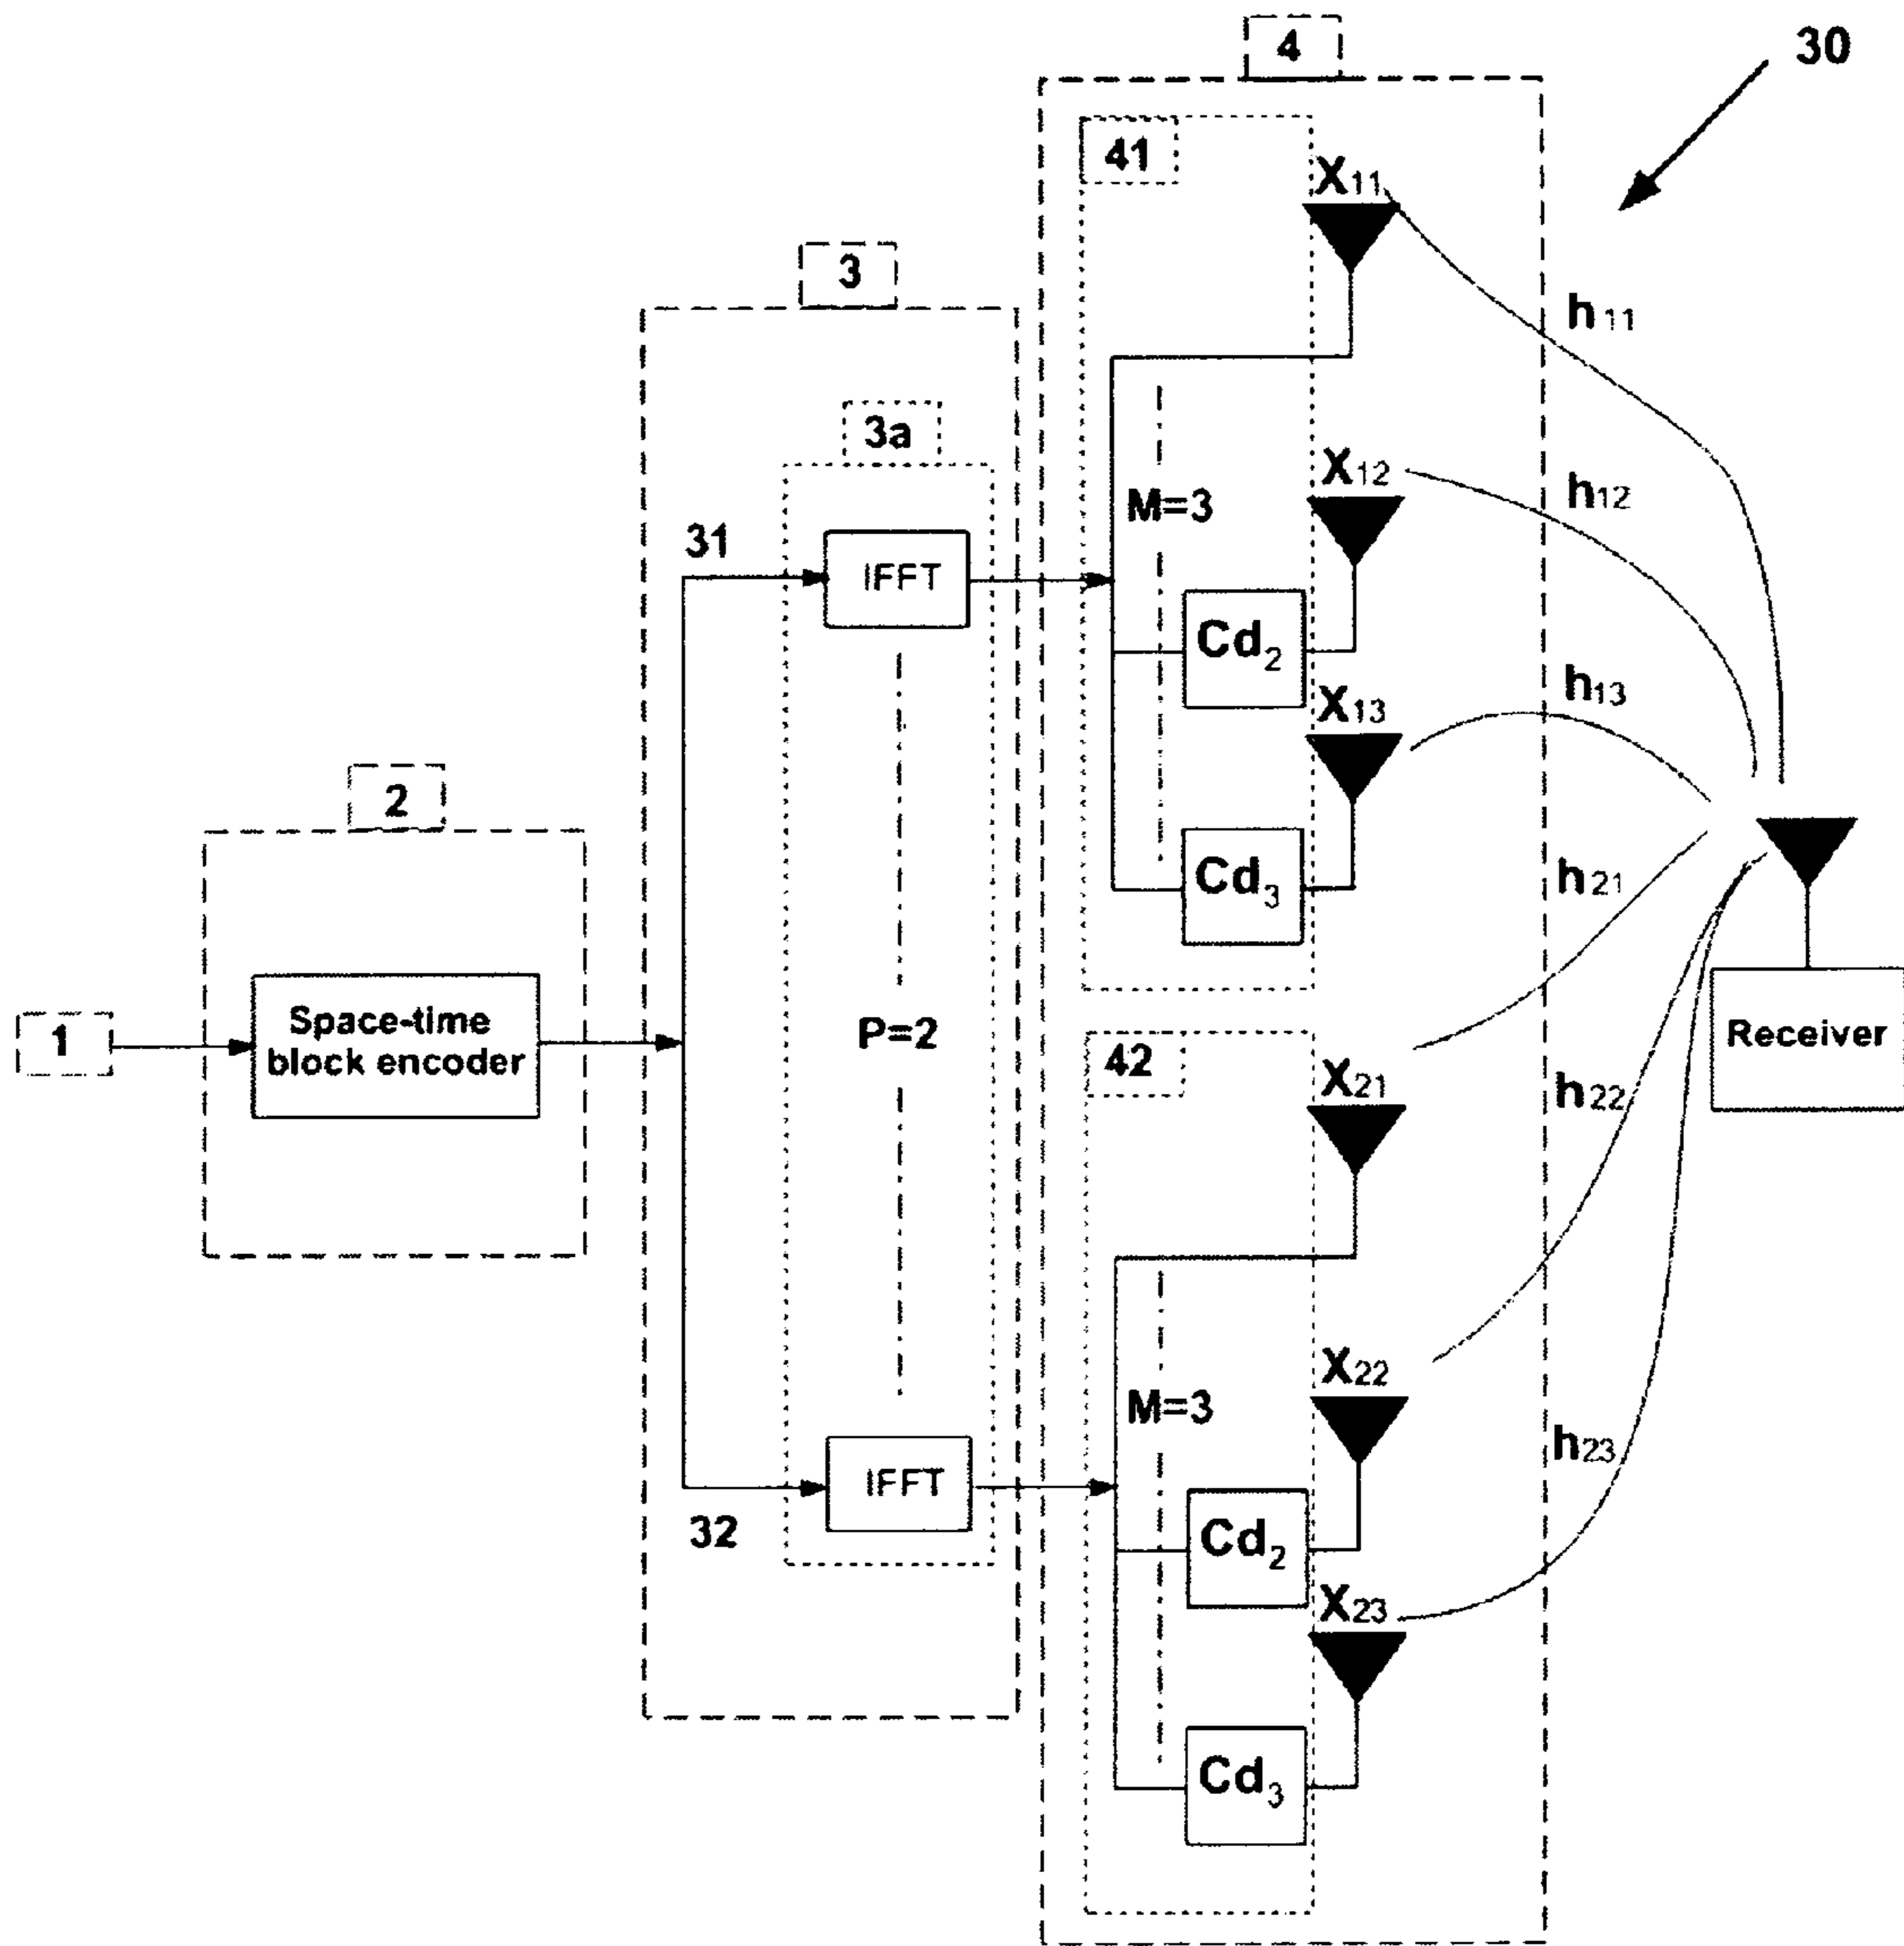 4
30
41
X11
3
h11
3a
X12
h12
M=3
31
IFFT
Cd2
h13
X13
2
Cd3
h21
Space-time
block encoder
1
P=2
Receiver
42
X21
h22
X22
M=3
h23
IFFT
32
Cd2
X23
Cd3